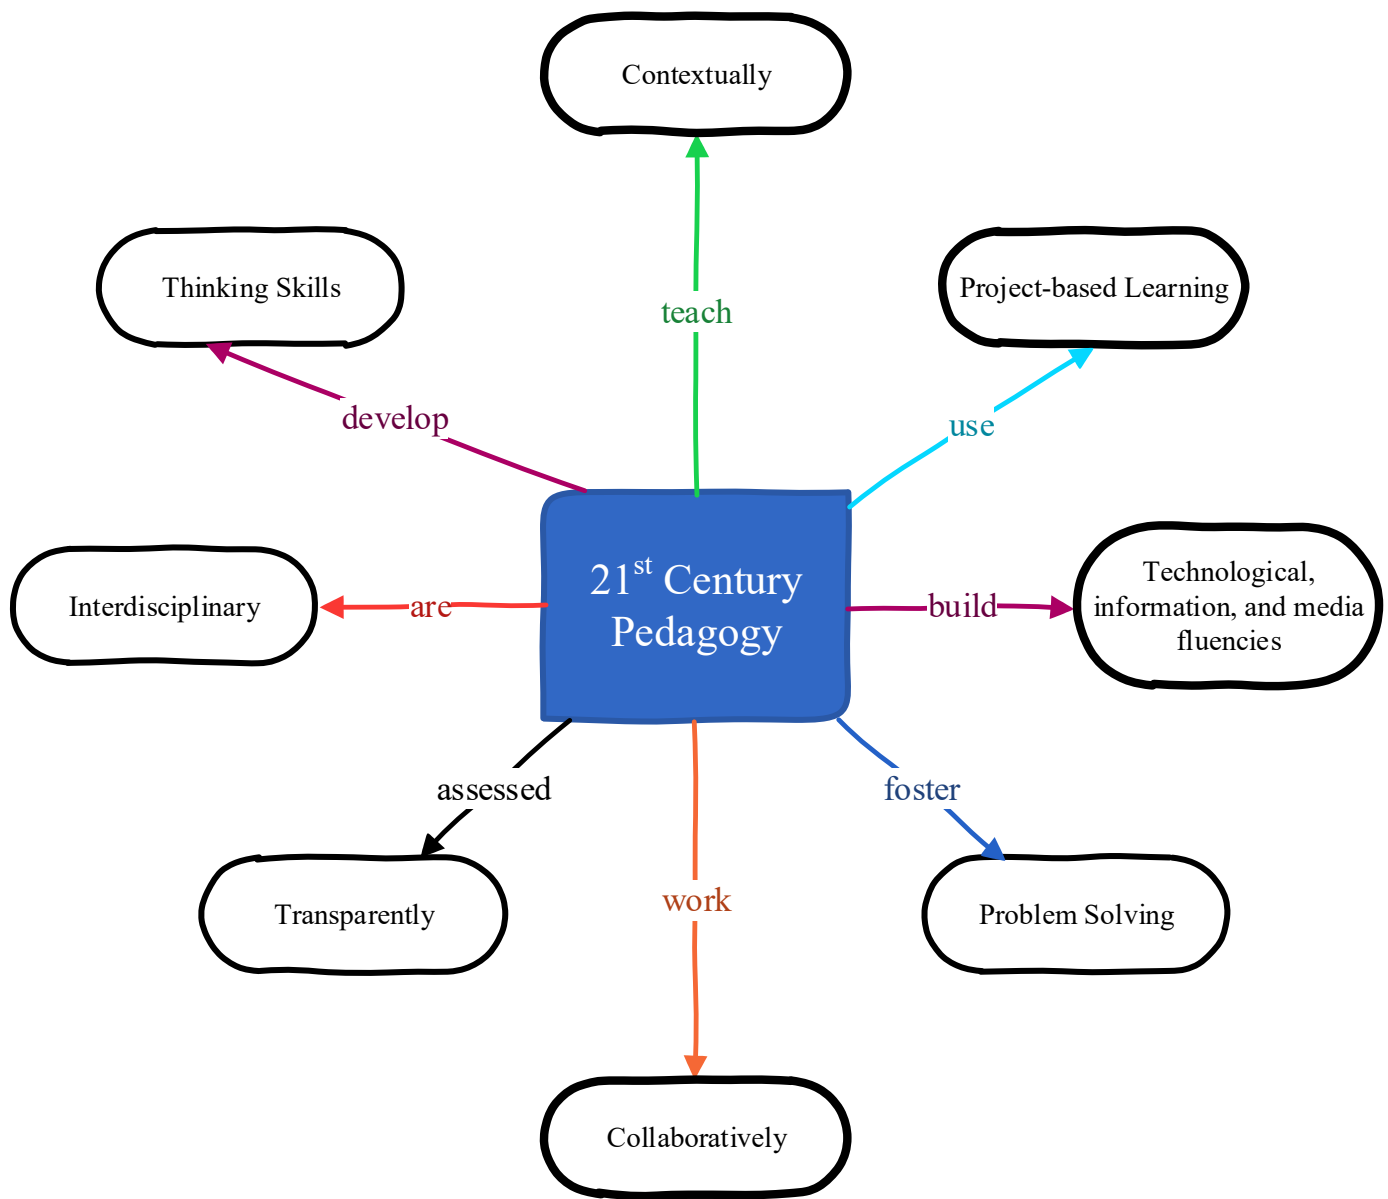 Contextually
Thinking Skills
Project-based Learning
teach
develop
use
21st Century
Pedagogy
Technological,
information, and media
fluencies
Interdisciplinary
are
build
assessed
foster
Transparently
work
Problem Solving
Collaboratively